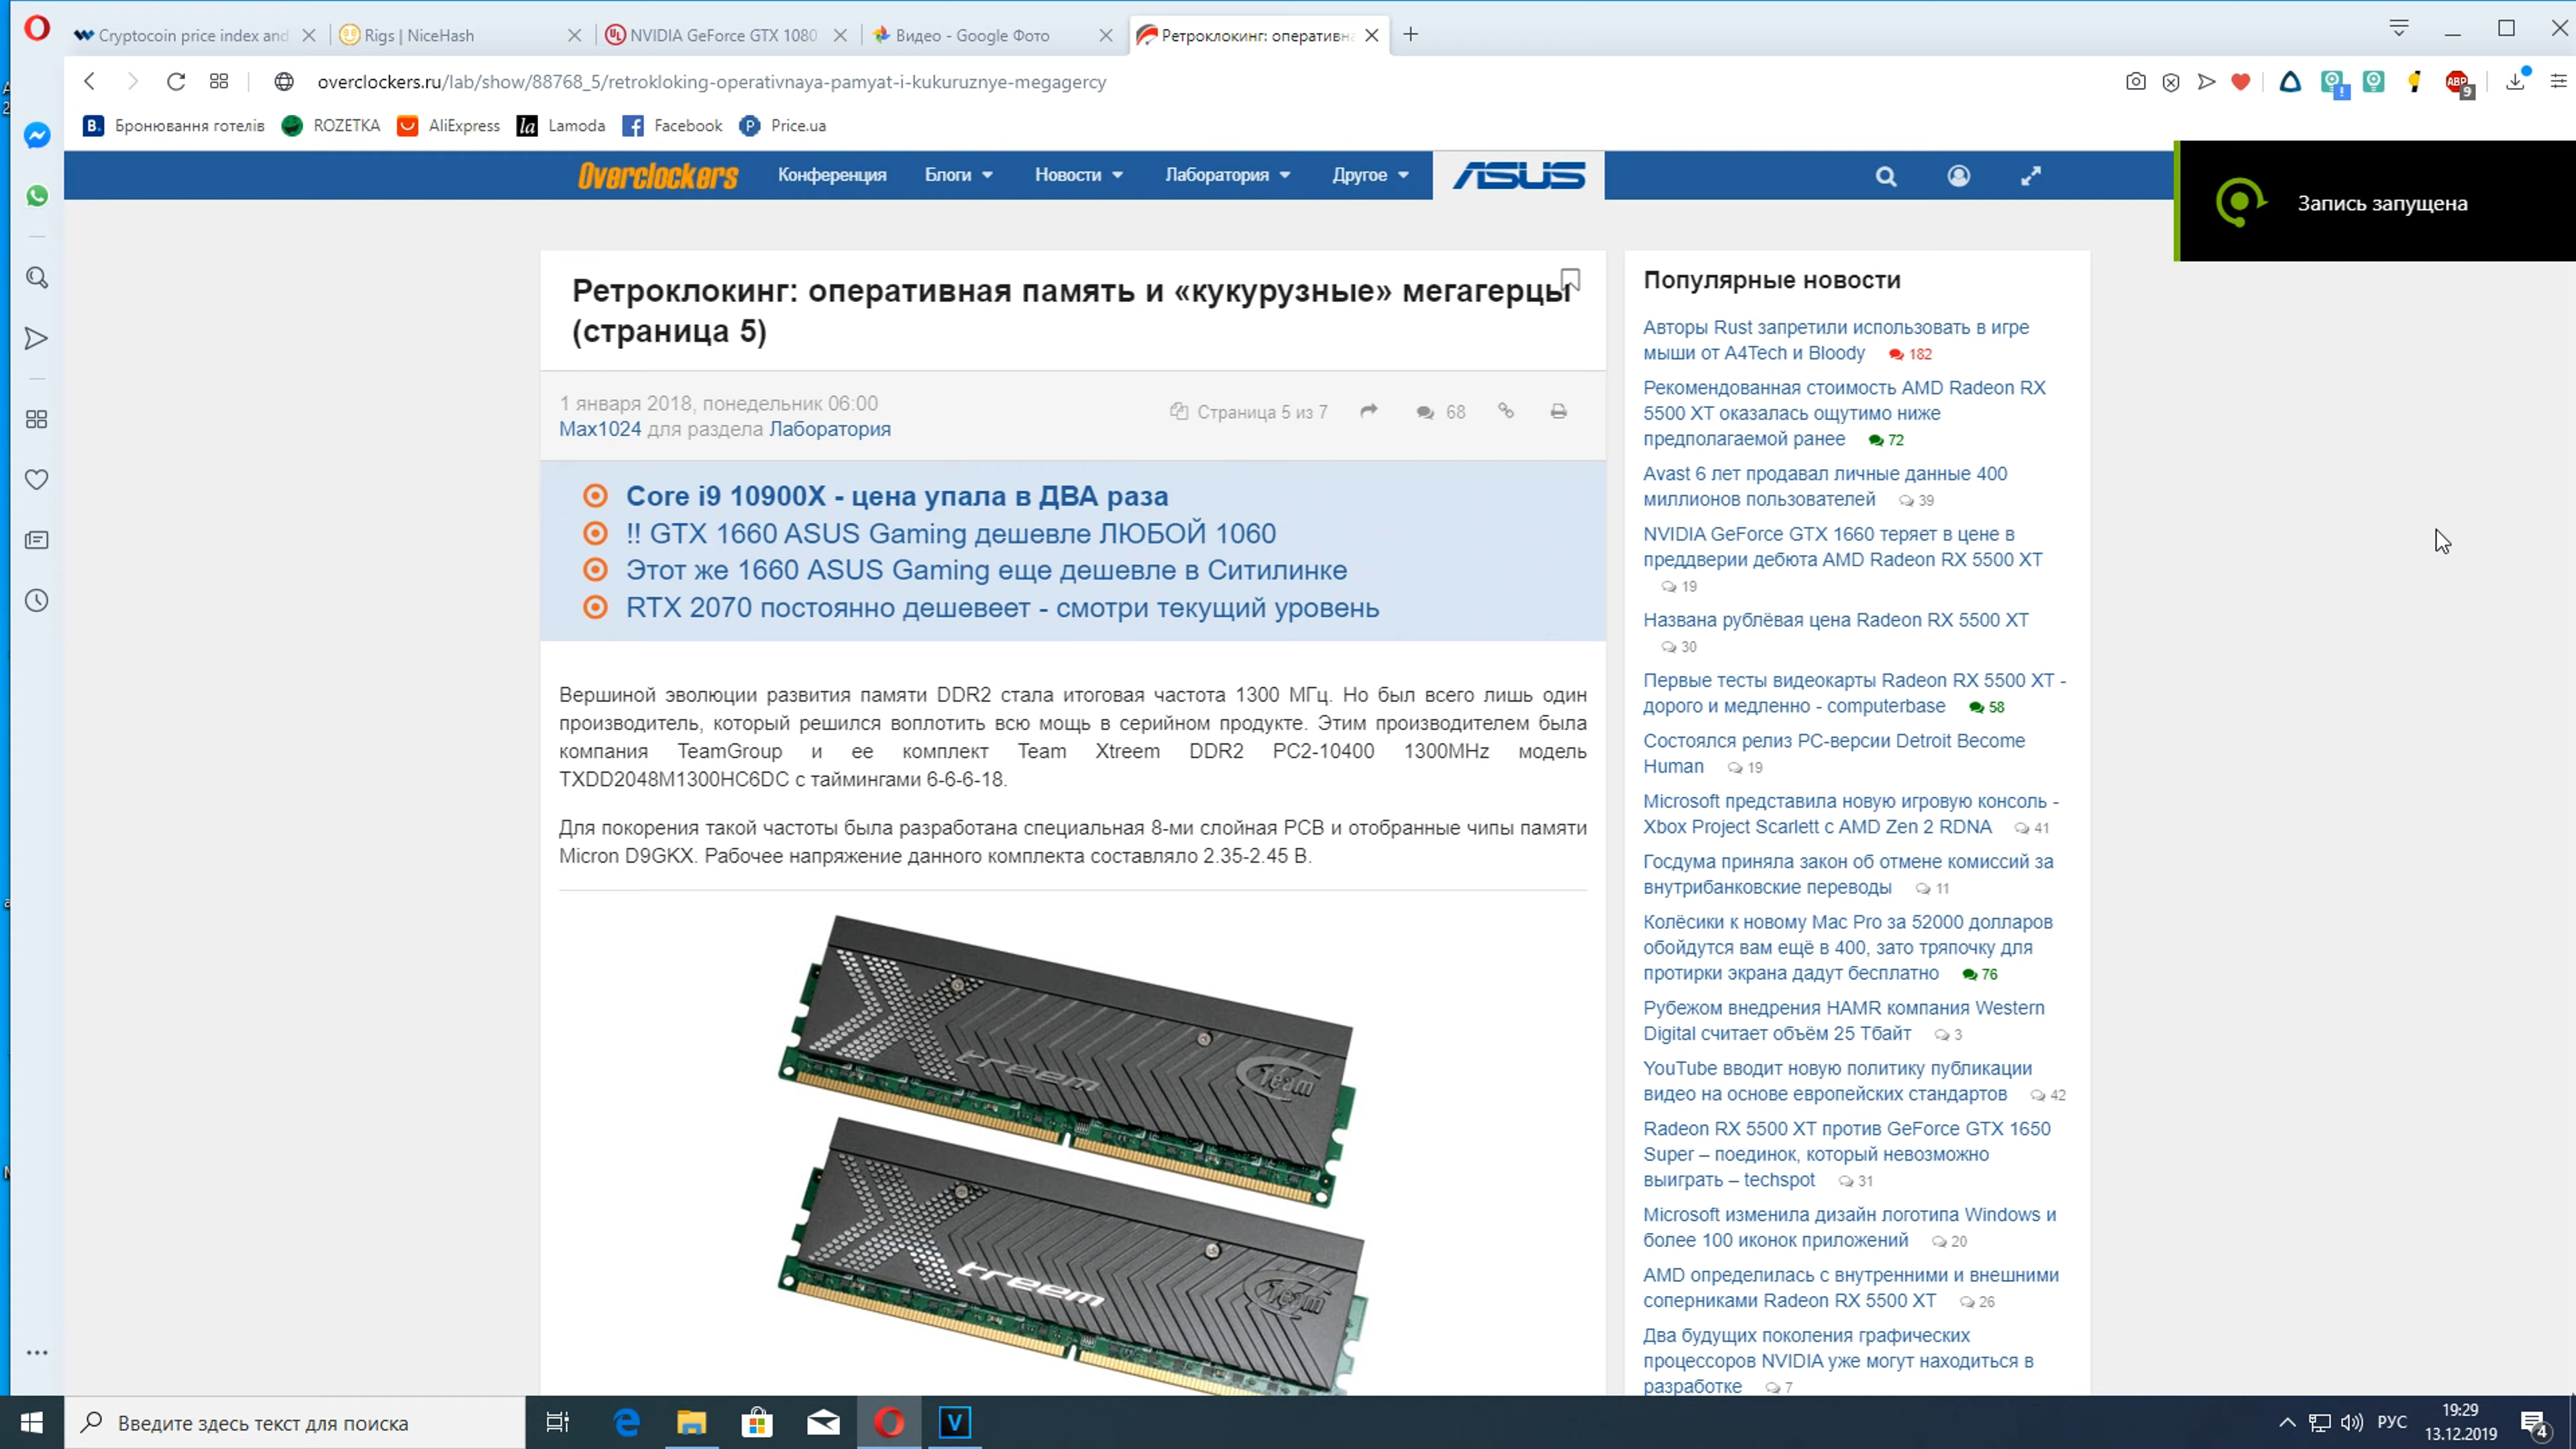 Cryptocoin price index and
Rigs | NiceHash
NVIDIA GeForce GTX 1080
Видео - Google Фото
Ретроклокинг: оперативн
overclockers.ru/lab/show/88768_5/retrokloking-operativnaya-pamyat-i-kukuruznye-megagercy
ABP
9
B.
Бронювання готелів
ROZETKA
AliExpress
la
Lamoda
Facebook
P
Price.ua
Overclockers
Конференция
Блоги
Новости
Лаборатория
Другое
ASUS
Запись запущена
Ретроклокинг: оперативная память и «кукурузные» мегагерцы
(страница 5)
1 января 2018, понедельник 06:00
Max1024 для раздела Лаборатория
Страница 5 из 7
68
Core i9 10900X - цена упала в ДВА раза
!! GTX 1660 ASUS Gaming дешевле ЛЮБОЙ 1060
Этот же 1660 ASUS Gaming еще дешевле в Ситилинке
RTX 2070 постоянно дешевеет - смотри текущий уровень
Вершиной эволюции развития памяти DDR2 стала итоговая частота 1300 МГц. Но был всего лишь один
производитель, который решился воплотить всю мощь в серийном продукте. Этим производителем была
компания TeamGroup и ее комплект Team Xtreem DDR2 PC2-10400 1300MHz модель
TXDD2048M1300HC6DC с таймингами 6-6-6-18.
Для покорения такой частоты была разработана специальная 8-ми слойная PCB и отобранные чипы памяти
Micron D9GKX. Рабочее напряжение данного комплекта составляло 2.35-2.45 В.
Xtreem
Team
Xtreem
Team
Популярные новости
Авторы Rust запретили использовать в игре
мыши от A4Tech и Bloody 182
Рекомендованная стоимость AMD Radeon RX
5500 XT оказалась ощутимо ниже
предполагаемой ранее 72
Avast 6 лет продавал личные данные 400
миллионов пользователей 39
NVIDIA GeForce GTX 1660 теряет в цене в
преддверии дебюта AMD Radeon RX 5500 XT
19
Названа рублёвая цена Radeon RX 5500 XT
30
Первые тесты видеокарты Radeon RX 5500 XT -
дорого и медленно - computerbase 58
Состоялся релиз PC-версии Detroit Become
Human 19
Microsoft представила новую игровую консоль -
Xbox Project Scarlett с AMD Zen 2 RDNA 41
Госдума приняла закон об отмене комиссий за
внутрибанковские переводы 11
Колёсики к новому Mac Pro за 52000 долларов
обойдутся вам ещё в 400, зато тряпочку для
протирки экрана дадут бесплатно 76
Рубежом внедрения HAMR компания Western
Digital считает объём 25 Тбайт 3
YouTube вводит новую политику публикации
видео на основе европейских стандартов 42
Radeon RX 5500 XT против GeForce GTX 1650
Super – поединок, который невозможно
выиграть – techspot 31
Microsoft изменила дизайн логотипа Windows и
более 100 иконок приложений 20
AMD определилась с внутренними и внешними
соперниками Radeon RX 5500 XT 26
Два будущих поколения графических
процессоров NVIDIA уже могут находиться в
разработке 7
Введите здесь текст для поиска
V
РУС
19:29
13.12.2019
4